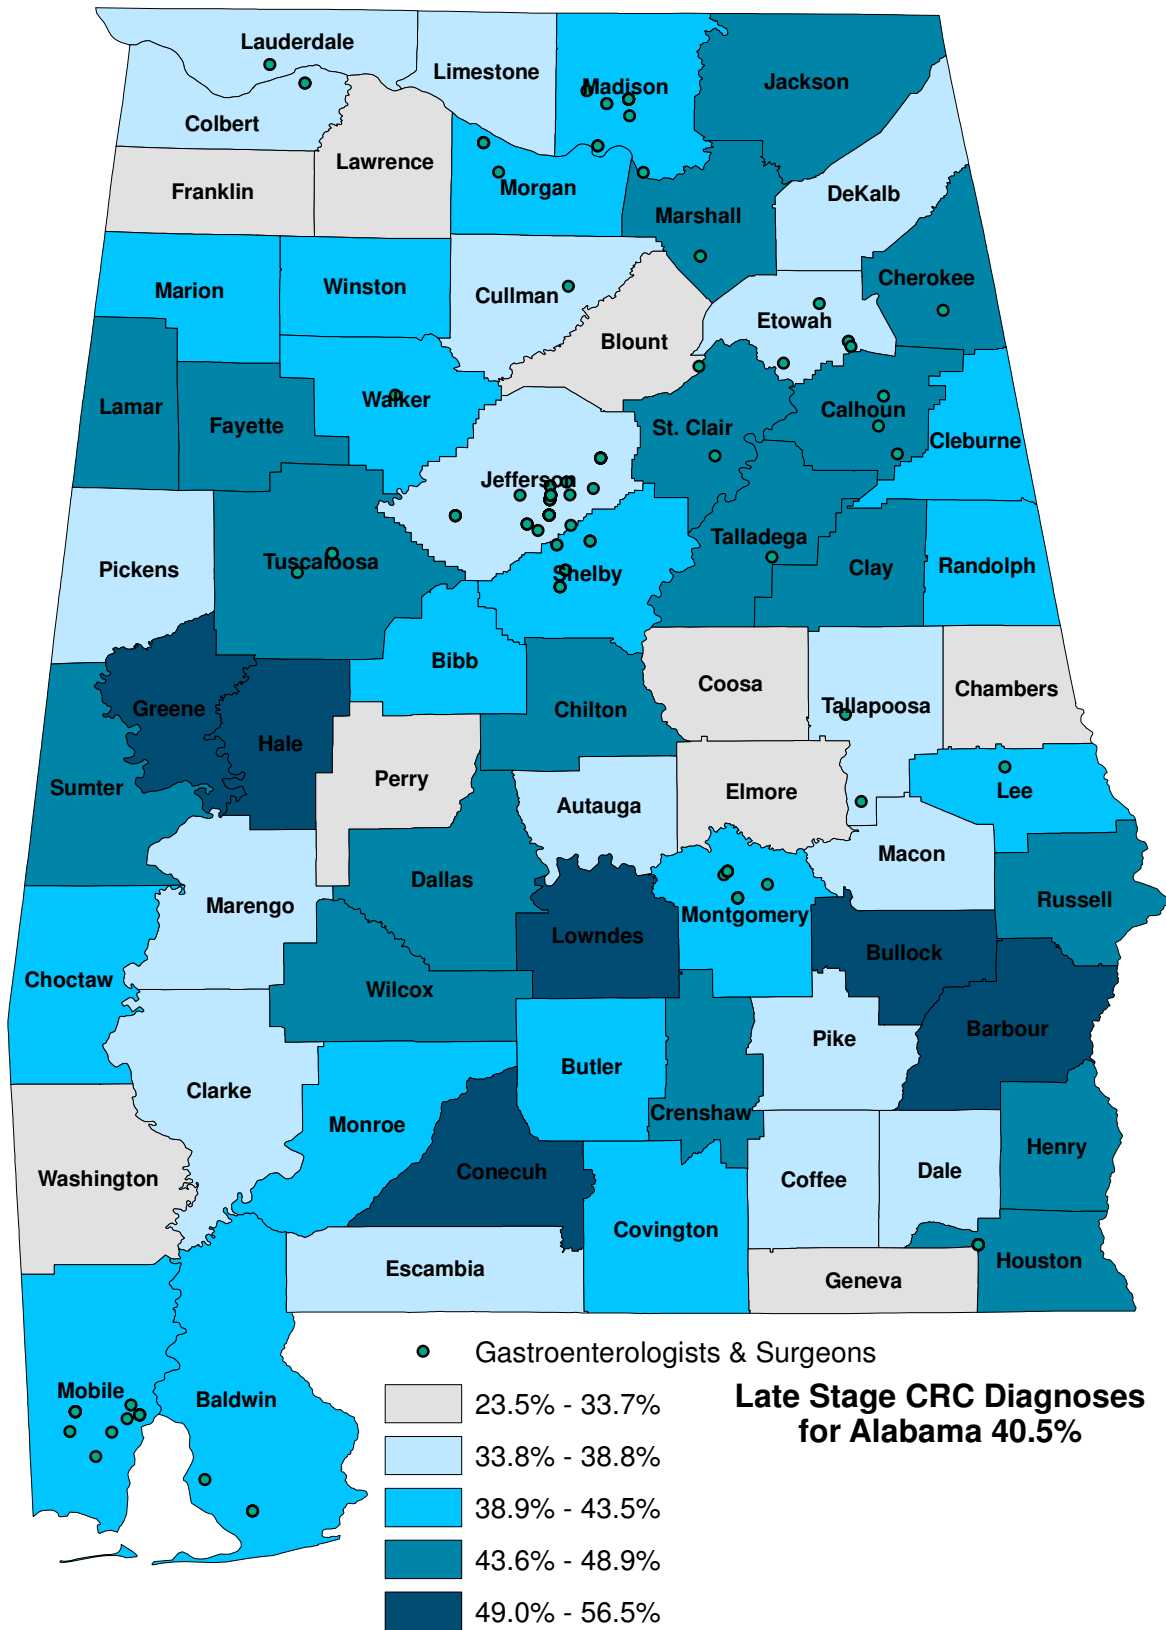 Lauderdale
Limestone
Madison
Jackson
Colbert
Lawrence
Franklin
Morgan
DeKalb
Marshall
Cherokee
Marion
Winston
Cullman
Etowah
Blount
Walker
Lamar
Fayette
St. Clair
Calhoun
Cleburne
Jefferson
Talladega
Pickens
Tuscaloosa
Shelby
Clay
Randolph
Bibb
Coosa
Chambers
Greene
Chilton
Tallapoosa
Hale
Perry
Sumter
Autauga
Elmore
Lee
Macon
Dallas
Marengo
Montgomery
Russell
Lowndes
Bullock
Choctaw
Wilcox
Barbour
Pike
Butler
Clarke
Crenshaw
Monroe
Henry
Washington
Conecuh
Coffee
Dale
Covington
Escambia
Houston
Geneva
Mobile
Baldwin
Gastroenterologists & Surgeons
23.5% - 33.7%
33.8% - 38.8%
38.9% - 43.5%
43.6% - 48.9%
49.0% - 56.5%
Late Stage CRC Diagnoses
for Alabama 40.5%